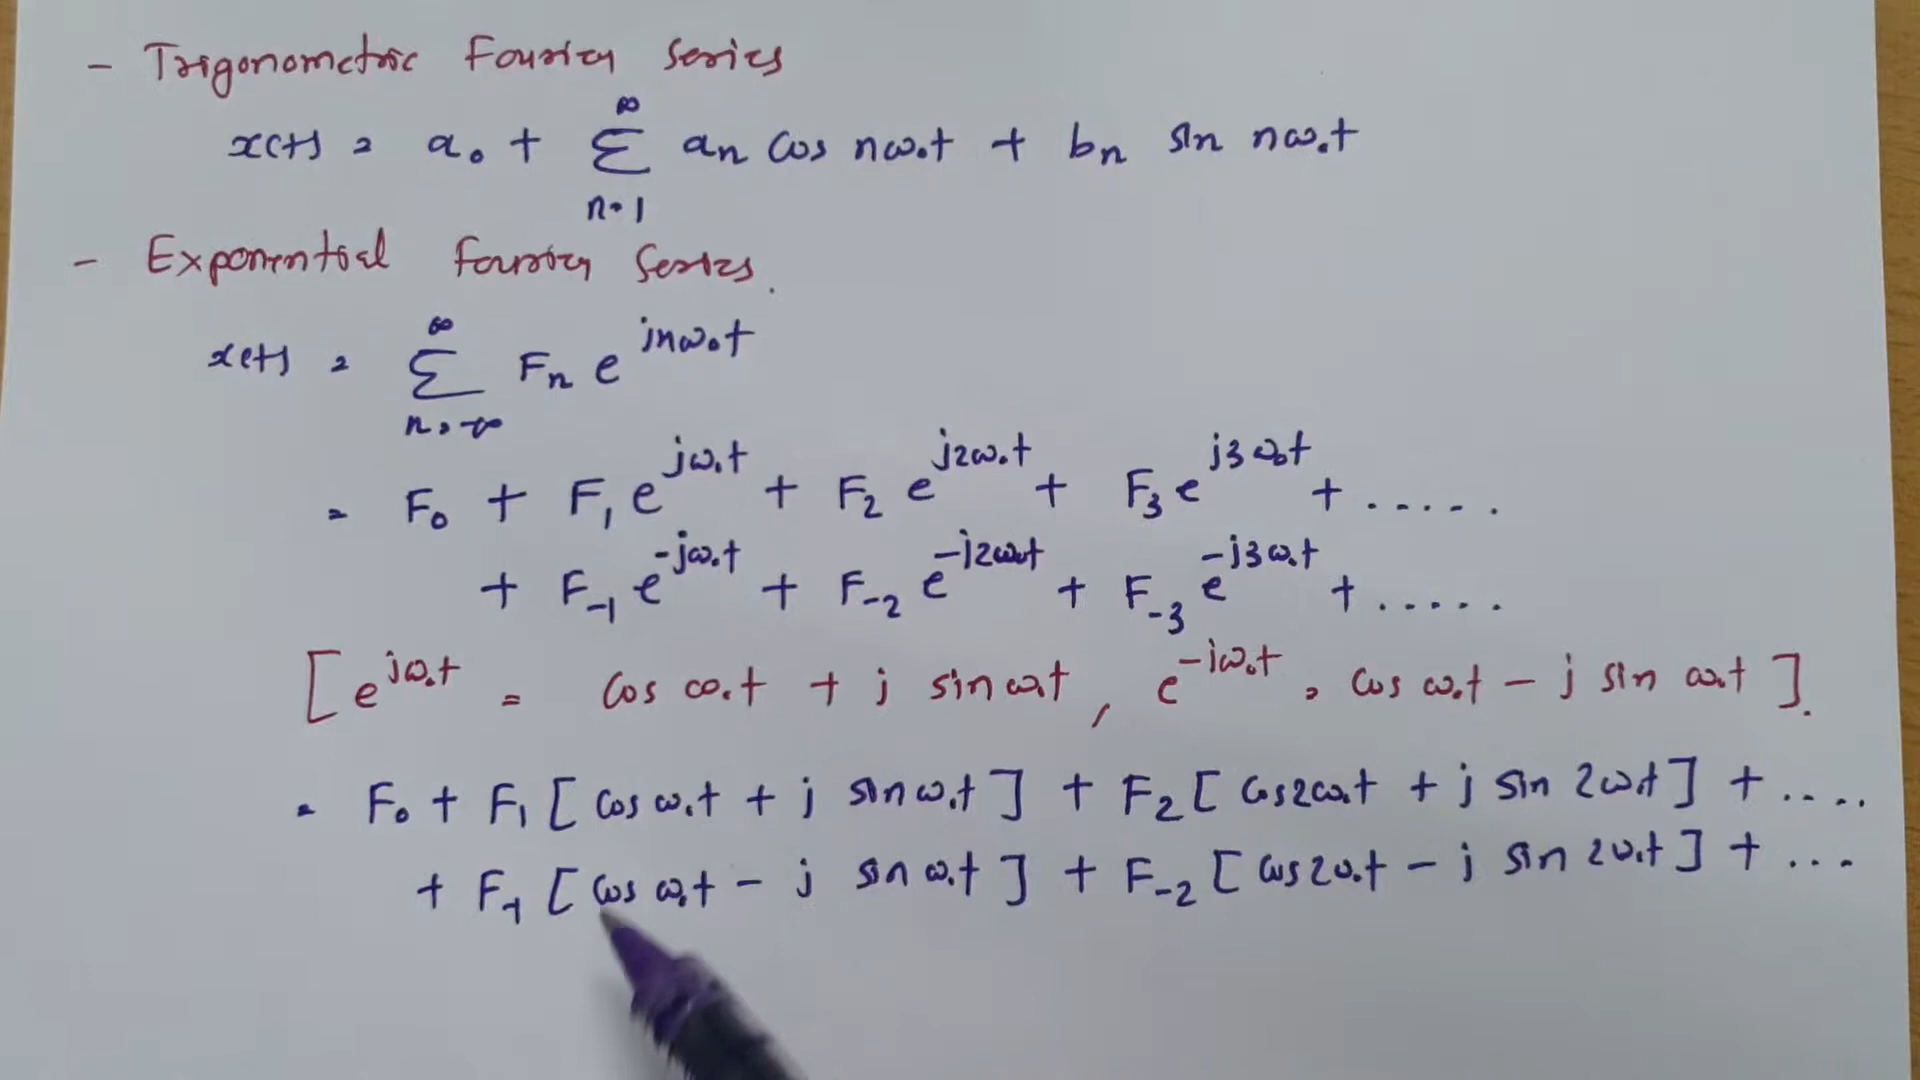 - Trigonometric Fourier Series
x(t) = a₀ + Σ_{n=1}^{∞} aₙ cos nω₀t + bₙ sin nω₀t
- Exponential Fourier Series.
x(t) = Σ_{n=-∞}^{∞} Fₙ e^{jnω₀t}
= F₀ + F₁ e^{jω₀t} + F₂ e^{j2ω₀t} + F₃ e^{j3ω₀t} + .....
+ F₋₁ e^{-jω₀t} + F₋₂ e^{-j2ω₀t} + F₋₃ e^{-j3ω₀t} + .....
[e^{jω₀t} = cos ω₀t + j sin ω₀t, e^{-jω₀t} = cos ω₀t - j sin ω₀t].
= F₀ + F₁ [cos ω₀t + j sin ω₀t] + F₂ [cos 2ω₀t + j sin 2ω₀t] + ....
+ F₋₁ [cos ω₀t - j sin ω₀t] + F₋₂ [cos 2ω₀t - j sin 2ω₀t] + ...